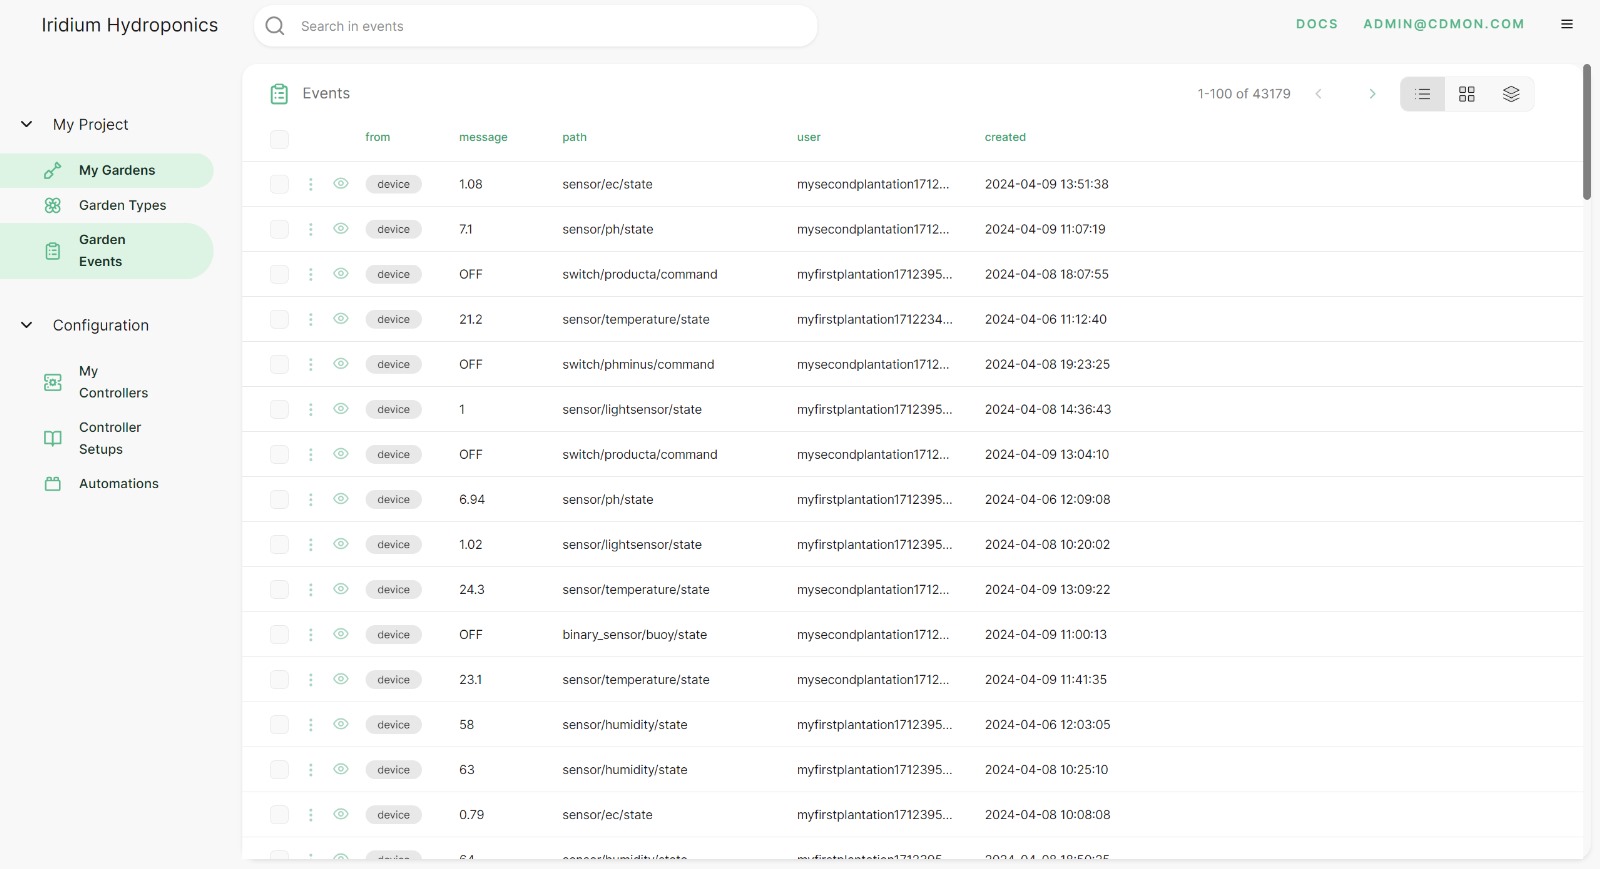 Iridium Hydroponics
Search in events
DOCS
ADMIN@CDMON.COM
My Project
My Gardens
Garden Types
Garden
Events
Configuration
My
Controllers
Controller
Setups
Automations
Events
1-100 of 43179
from message path user created
device 1.08 sensor/ec/state mysecondplantation1712... 2024-04-09 13:51:38
device 7.1 sensor/ph/state mysecondplantation1712... 2024-04-09 11:07:19
device OFF switch/producta/command myfirstplantation1712395... 2024-04-08 18:07:55
device 21.2 sensor/temperature/state myfirstplantation1712234... 2024-04-06 11:12:40
device OFF switch/phminus/command mysecondplantation1712... 2024-04-08 19:23:25
device 1 sensor/lightsensor/state myfirstplantation1712395... 2024-04-08 14:36:43
device OFF switch/producta/command mysecondplantation1712... 2024-04-09 13:04:10
device 6.94 sensor/ph/state myfirstplantation1712395... 2024-04-06 12:09:08
device 1.02 sensor/lightsensor/state myfirstplantation1712395... 2024-04-08 10:20:02
device 24.3 sensor/temperature/state mysecondplantation1712... 2024-04-09 13:09:22
device OFF binary_sensor/buoy/state mysecondplantation1712... 2024-04-09 11:00:13
device 23.1 sensor/temperature/state mysecondplantation1712... 2024-04-09 11:41:35
device 58 sensor/humidity/state myfirstplantation1712395... 2024-04-06 12:03:05
device 63 sensor/humidity/state myfirstplantation1712395... 2024-04-08 10:25:10
device 0.79 sensor/ec/state myfirstplantation1712395... 2024-04-08 10:08:08
device sensor/humidity/state